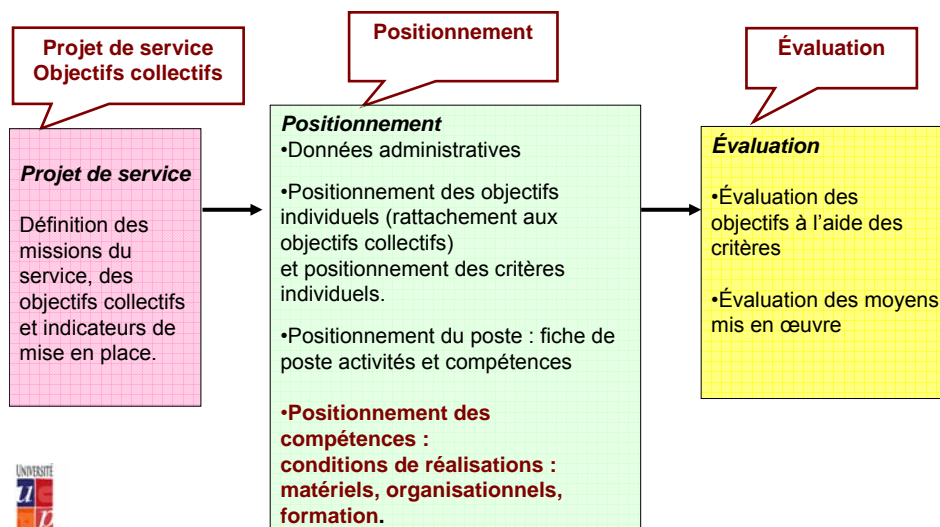 Projet de service
Objectifs collectifs
Positionnement
Évaluation
Projet de service
Définition des
missions du
service, des
objectifs collectifs
et indicateurs de
mise en place.
Positionnement
•Données administratives
•Positionnement des objectifs
individuels (rattachement aux
objectifs collectifs)
et positionnement des critères
individuels.
•Positionnement du poste : fiche de
poste activités et compétences
•Positionnement des
compétences :
conditions de réalisations :
matériels, organisationnels,
formation.
Évaluation
•Évaluation des
objectifs à l’aide des
critères
•Évaluation des moyens
mis en œuvre
UNIVERSITÉ
u c
p